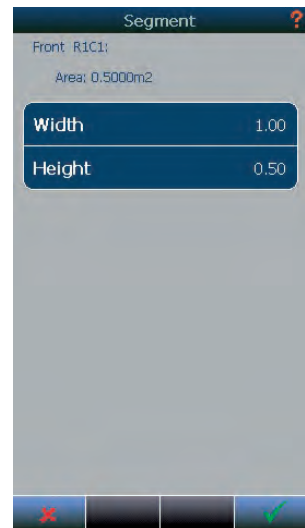 Segment ?
Front R1C1:
Area: 0.5000m2
Width 1.00
Height 0.50